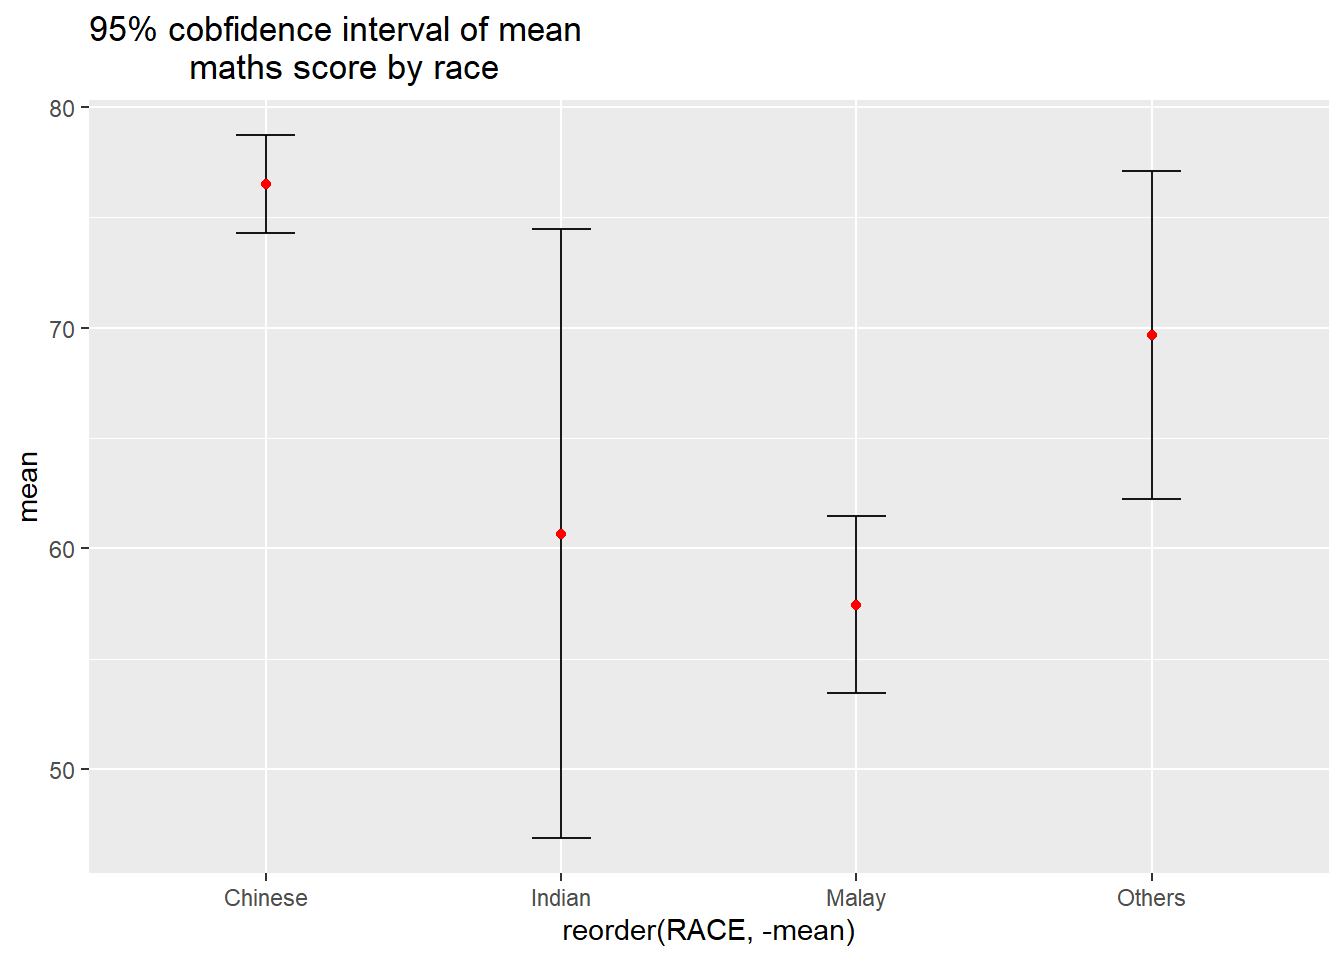 95% cobfidence interval of mean
maths score by race
80
70
60
50
mean
Chinese Indian Malay Others
reorder(RACE, -mean)